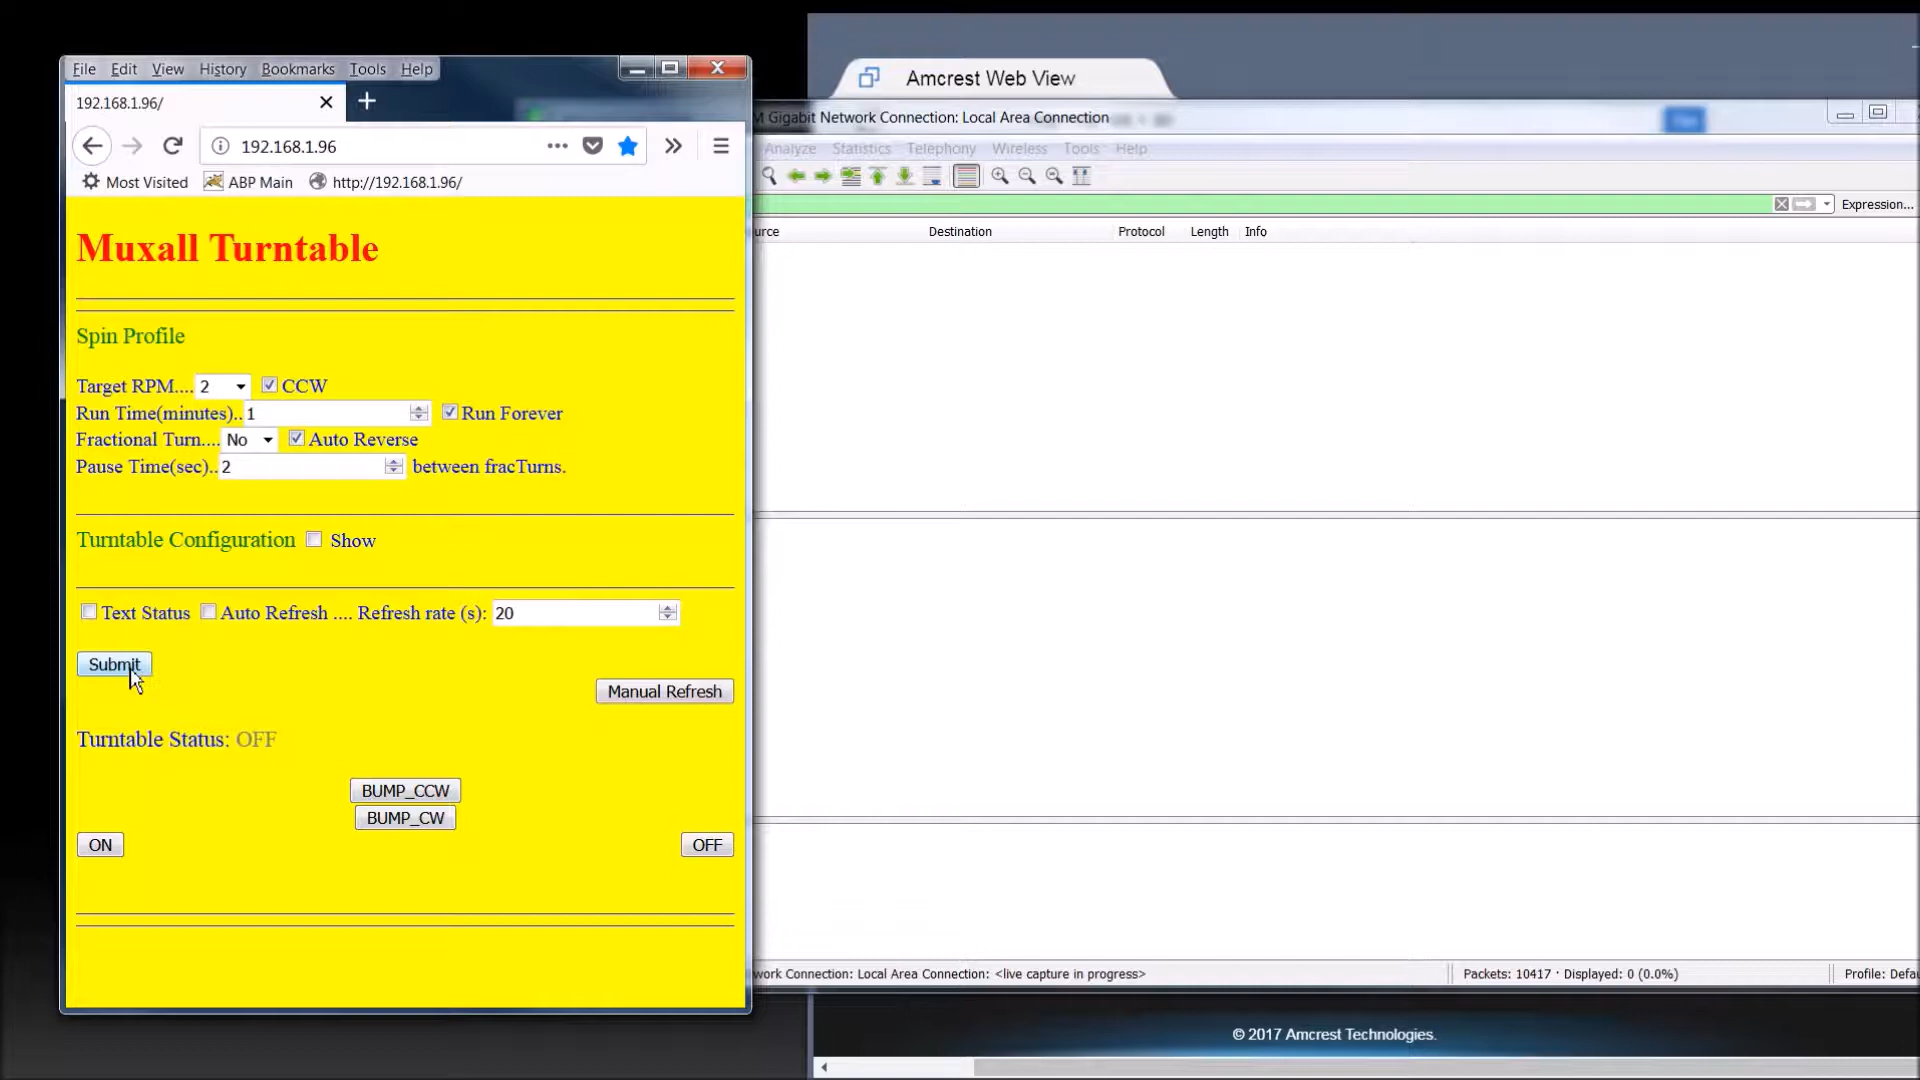 File Edit View History Bookmarks Tools Help
192.168.1.96/
192.168.1.96
Most Visited ABP Main http://192.168.1.96/
Muxall Turntable
Spin Profile
Target RPM.... 2 CCW
Run Time(minutes).. 1 Run Forever
Fractional Turn.... No Auto Reverse
Pause Time(sec).. 2 between fracTurns.
Turntable Configuration Show
Text Status Auto Refresh .... Refresh rate (s): 20
Submit
Manual Refresh
Turntable Status: OFF
BUMP_CCW
BUMP_CW
ON OFF
Amcrest Web View
Gigabit Network Connection: Local Area Connection
Analyze Statistics Telephony Wireless Tools Help
Expression...
urce Destination Protocol Length Info
work Connection: Local Area Connection: <live capture in progress> Packets: 10417 · Displayed: 0 (0.0%) Profile: Defau
© 2017 Amcrest Technologies.